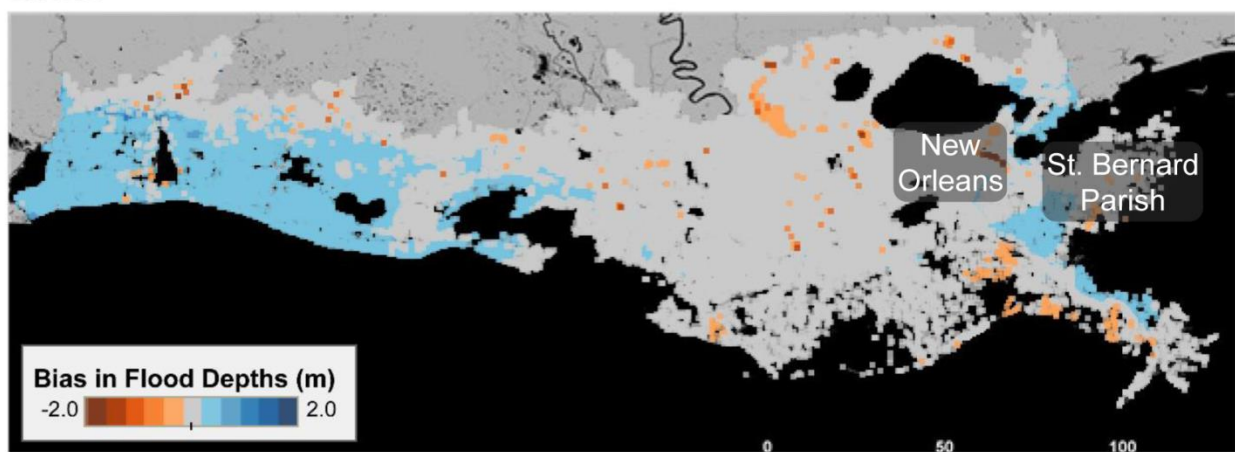 New
Orleans
St. Bernard
Parish
Bias in Flood Depths (m)
-2.0 2.0
0 50 100